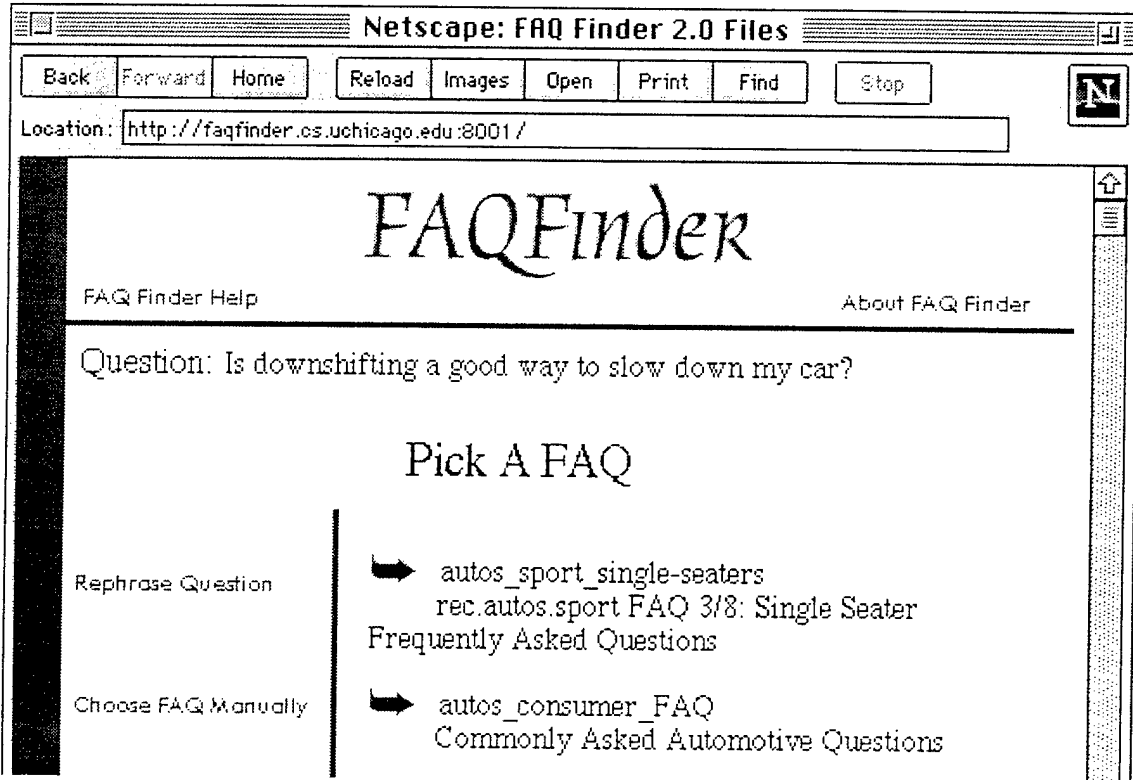 Netscape: FAQ Finder 2.0 Files
Back Forward Home Reload Images Open Print Find Stop
N
Location: http://faqfinder.cs.uchicago.edu:8001/
FAQFinder
FAQ Finder Help About FAQ Finder
Question: Is downshifting a good way to slow down my car?
Pick A FAQ
Rephrase Question
autos_sport_single-seaters
rec.autos.sport FAQ 3/8: Single Seater
Frequently Asked Questions
Choose FAQ Manually
autos_consumer_FAQ
Commonly Asked Automotive Questions